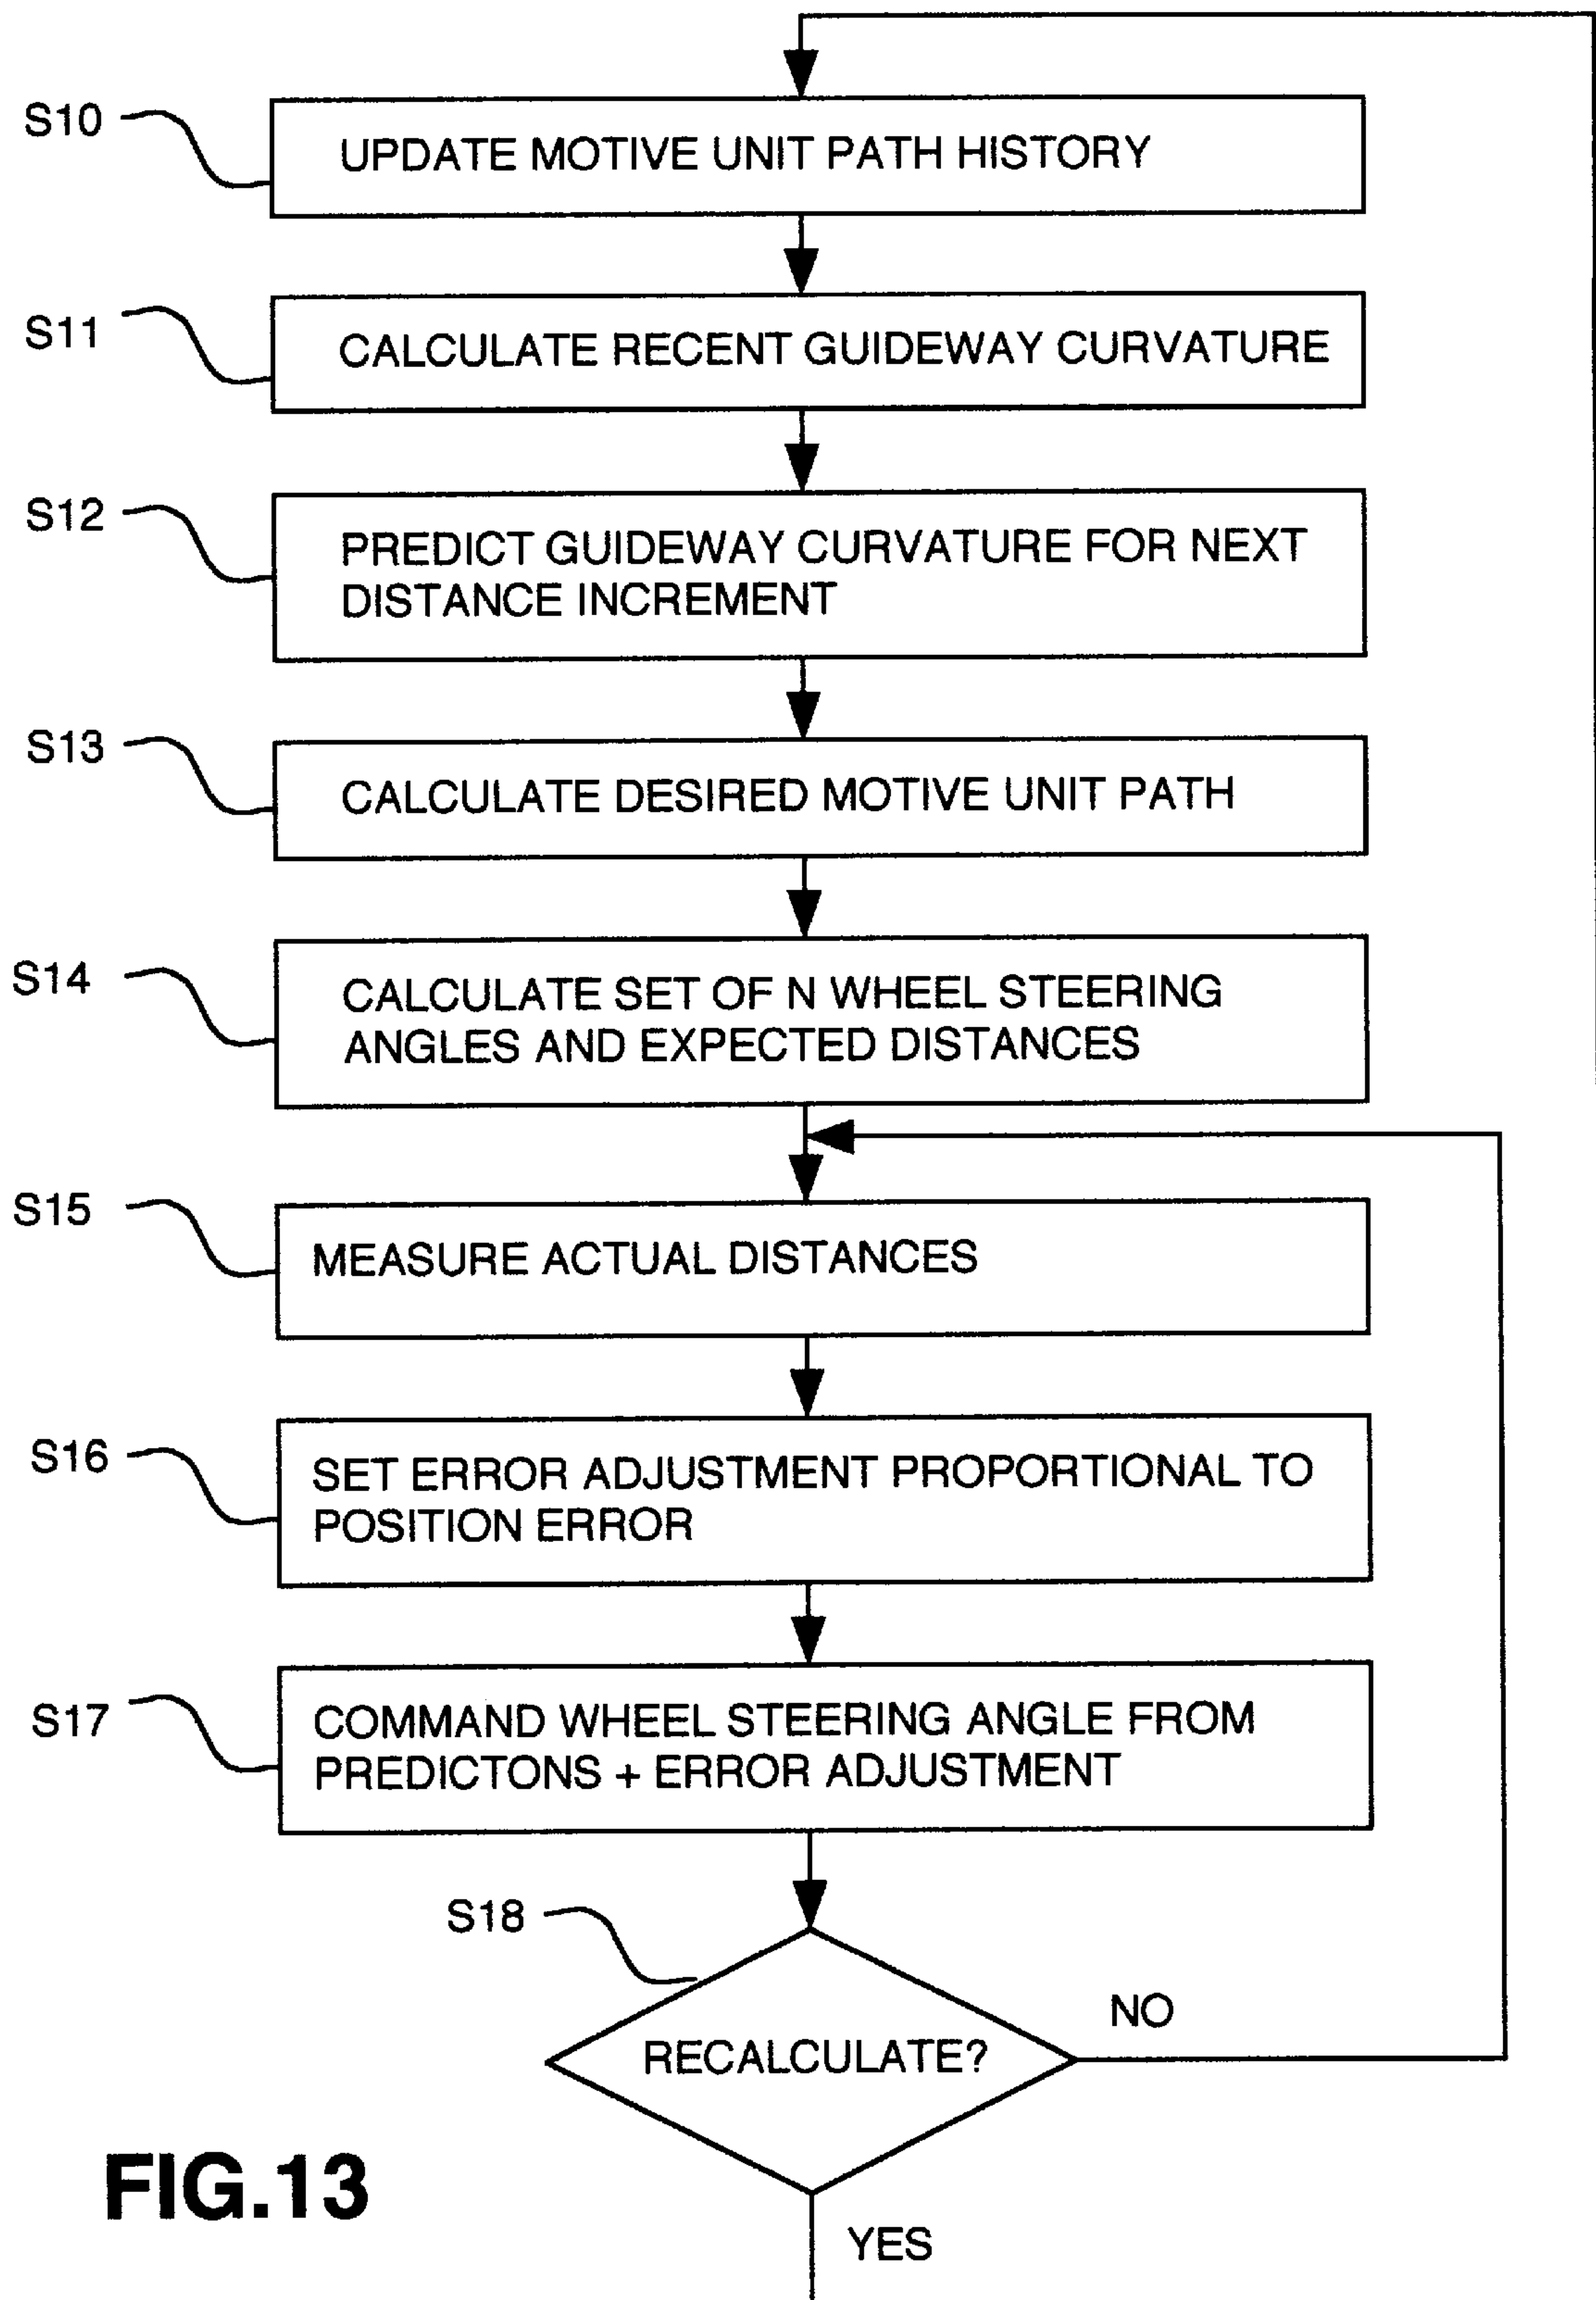 S10
UPDATE MOTIVE UNIT PATH HISTORY
S11
CALCULATE RECENT GUIDEWAY CURVATURE
S12
PREDICT GUIDEWAY CURVATURE FOR NEXT
DISTANCE INCREMENT
S13
CALCULATE DESIRED MOTIVE UNIT PATH
S14
CALCULATE SET OF N WHEEL STEERING
ANGLES AND EXPECTED DISTANCES
S15
MEASURE ACTUAL DISTANCES
S16
SET ERROR ADJUSTMENT PROPORTIONAL TO
POSITION ERROR
S17
COMMAND WHEEL STEERING ANGLE FROM
PREDICTONS + ERROR ADJUSTMENT
S18
RECALCULATE?
NO
YES
FIG.13